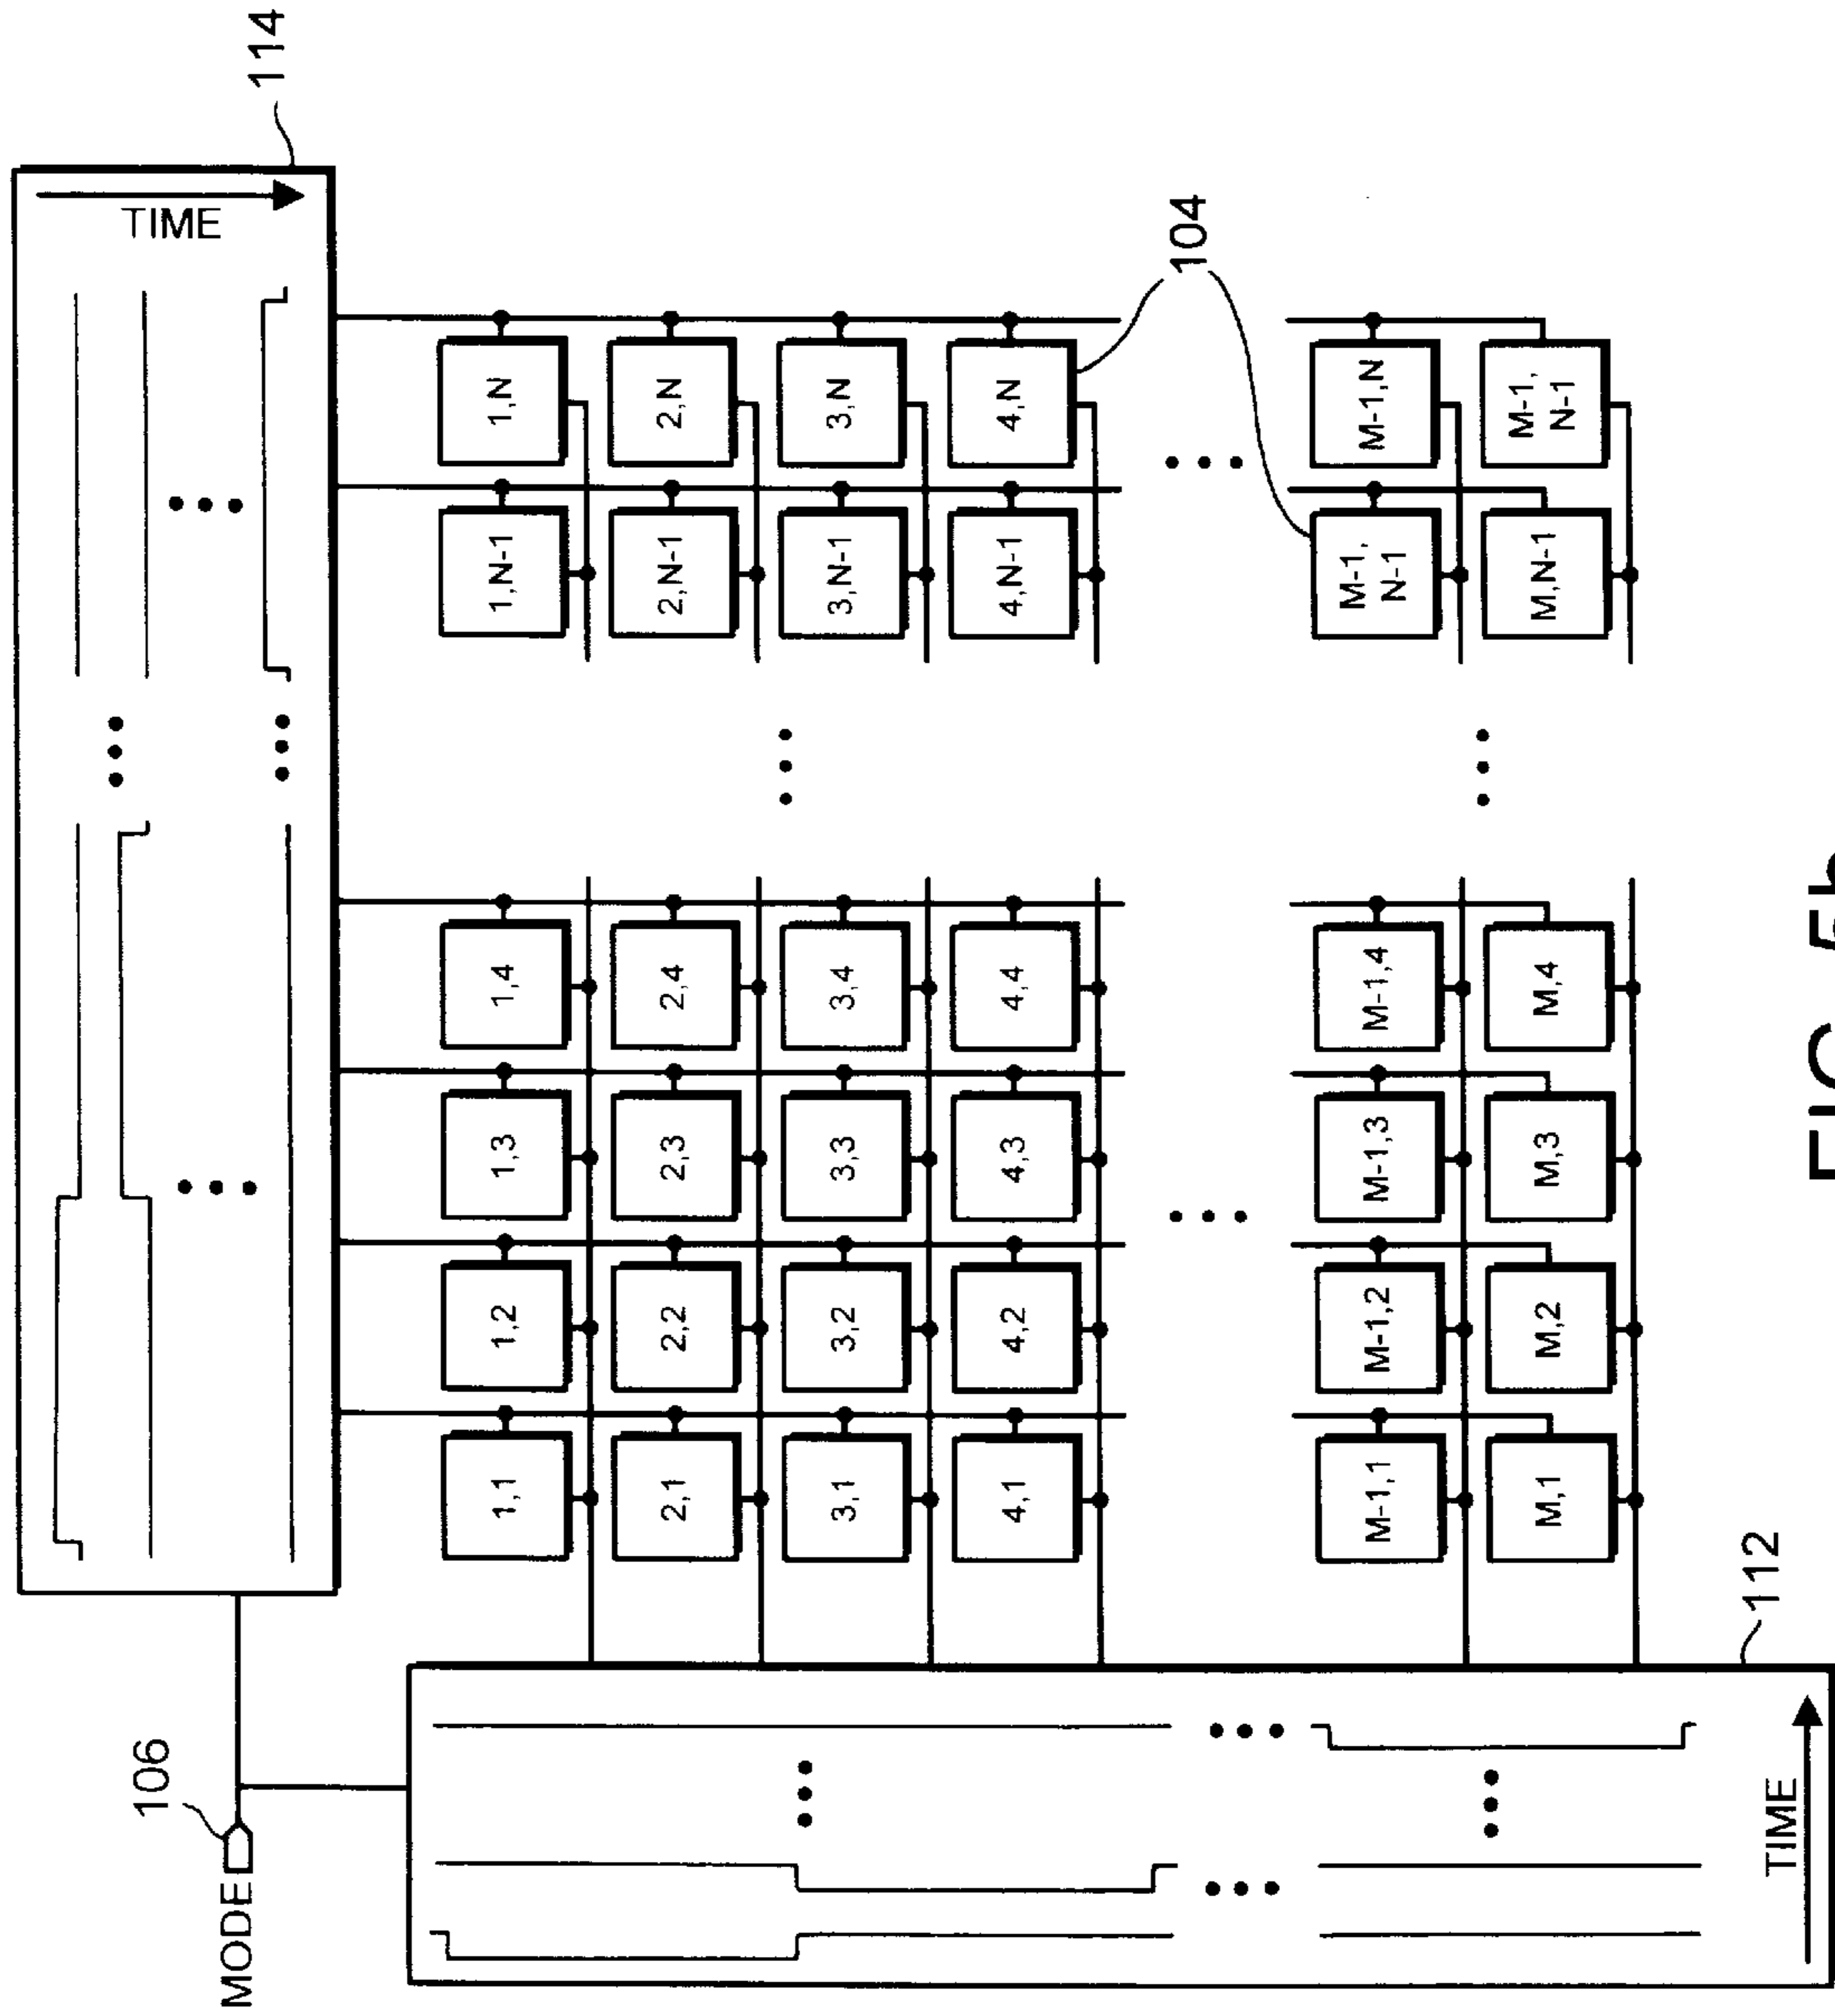 114
TIME
MODE
106
1,1 1,2 1,3 1,4 1,N-1 1,N
2,1 2,2 2,3 2,4 2,N-1 2,N
3,1 3,2 3,3 3,4 3,N-1 3,N
4,1 4,2 4,3 4,4 4,N-1 4,N
104
M-1,1 M-1,2 M-1,3 M-1,4 M-1, N-1 M-1,N
M,1 M,2 M,3 M,4 M,N-1 M-1, N-1
112
TIME